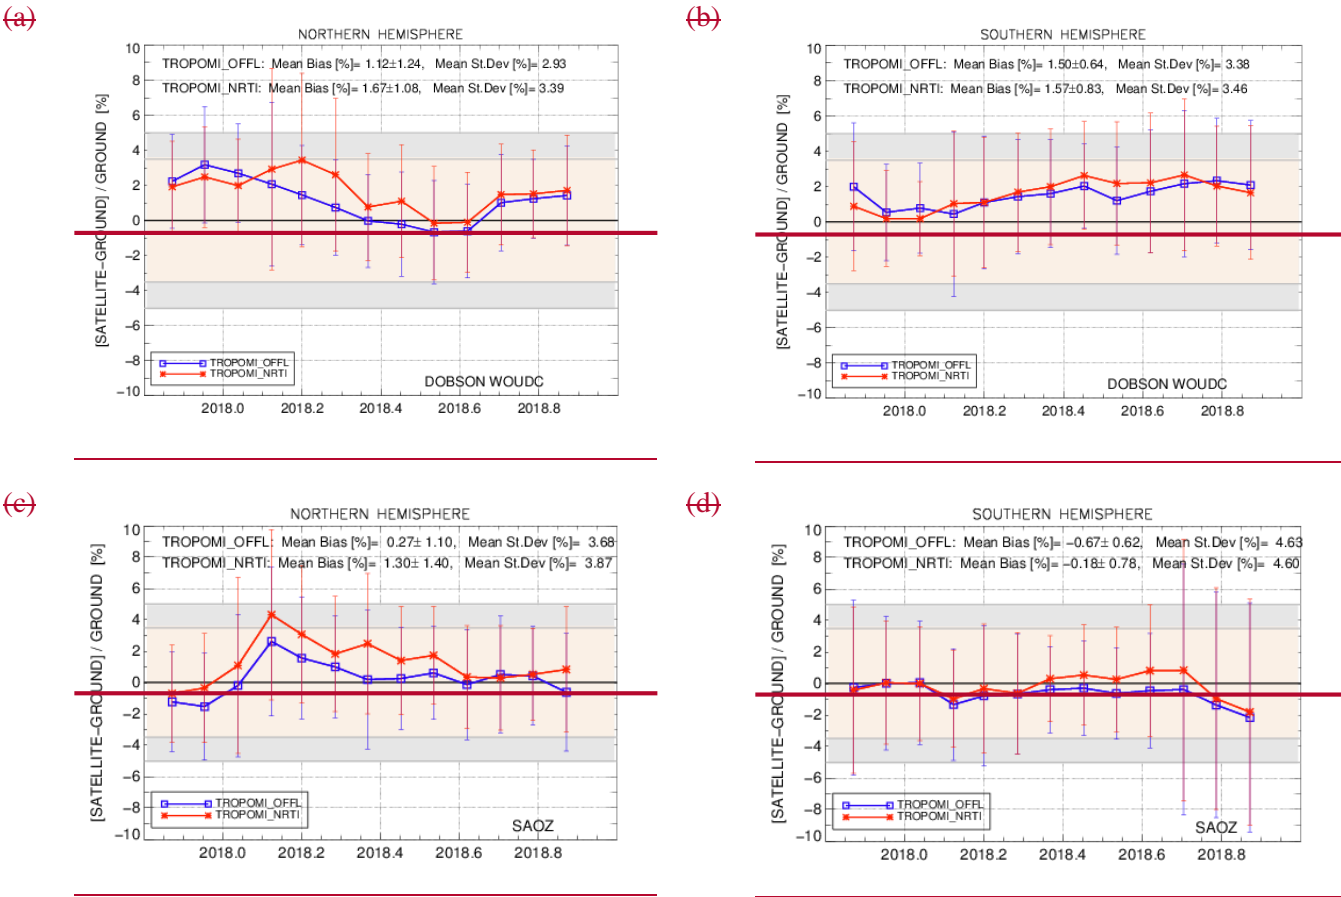 (a)
NORTHERN HEMISPHERE
TROPOMI_OFFL: Mean Bias [%]= 1.12±1.24, Mean St.Dev [%]= 2.93
TROPOMI_NRTI: Mean Bias [%]= 1.67±1.08, Mean St.Dev [%]= 3.39
[SATELLITE-GROUND] / GROUND [%]
10
8
6
4
2
0
-2
-4
-6
-8
-10
TROPOMI_OFFL
TROPOMI_NRTI
DOBSON WOUDC
2018.0 2018.2 2018.4 2018.6 2018.8
(b)
SOUTHERN HEMISPHERE
TROPOMI_OFFL: Mean Bias [%]= 1.50±0.64, Mean St.Dev [%]= 3.38
TROPOMI_NRTI: Mean Bias [%]= 1.57±0.83, Mean St.Dev [%]= 3.46
[SATELLITE-GROUND] / GROUND [%]
10
8
6
4
2
0
-2
-4
-6
-8
-10
TROPOMI_OFFL
TROPOMI_NRTI
DOBSON WOUDC
2018.0 2018.2 2018.4 2018.6 2018.8
(c)
NORTHERN HEMISPHERE
TROPOMI_OFFL: Mean Bias [%]= 0.27± 1.10, Mean St.Dev [%]= 3.68
TROPOMI_NRTI: Mean Bias [%]= 1.30± 1.40, Mean St.Dev [%]= 3.87
[SATELLITE-GROUND] / GROUND [%]
10
8
6
4
2
0
-2
-4
-6
-8
-10
TROPOMI_OFFL
TROPOMI_NRTI
SAOZ
2018.0 2018.2 2018.4 2018.6 2018.8
(d)
SOUTHERN HEMISPHERE
TROPOMI_OFFL: Mean Bias [%]= -0.67± 0.62, Mean St.Dev [%]= 4.63
TROPOMI_NRTI: Mean Bias [%]= -0.18± 0.78, Mean St.Dev [%]= 4.60
[SATELLITE-GROUND] / GROUND [%]
10
8
6
4
2
0
-2
-4
-6
-8
-10
TROPOMI_OFFL
TROPOMI_NRTI
SAOZ
2018.0 2018.2 2018.4 2018.6 2018.8